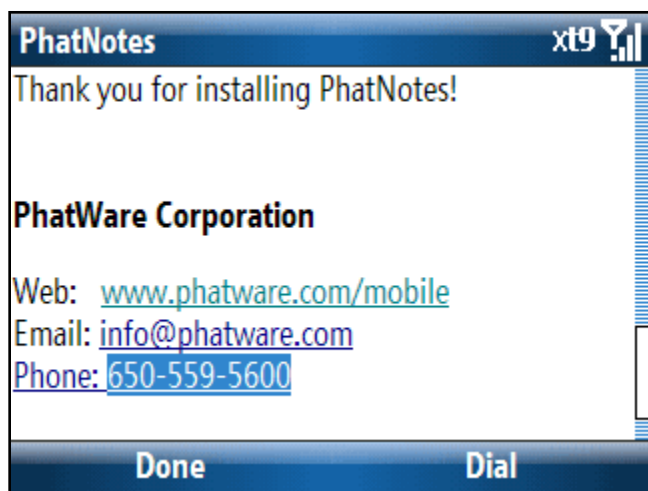 PhatNotes xt9
Thank you for installing PhatNotes!
PhatWare Corporation
Web: www.phatware.com/mobile
Email: info@phatware.com
Phone: 650-559-5600
Done Dial